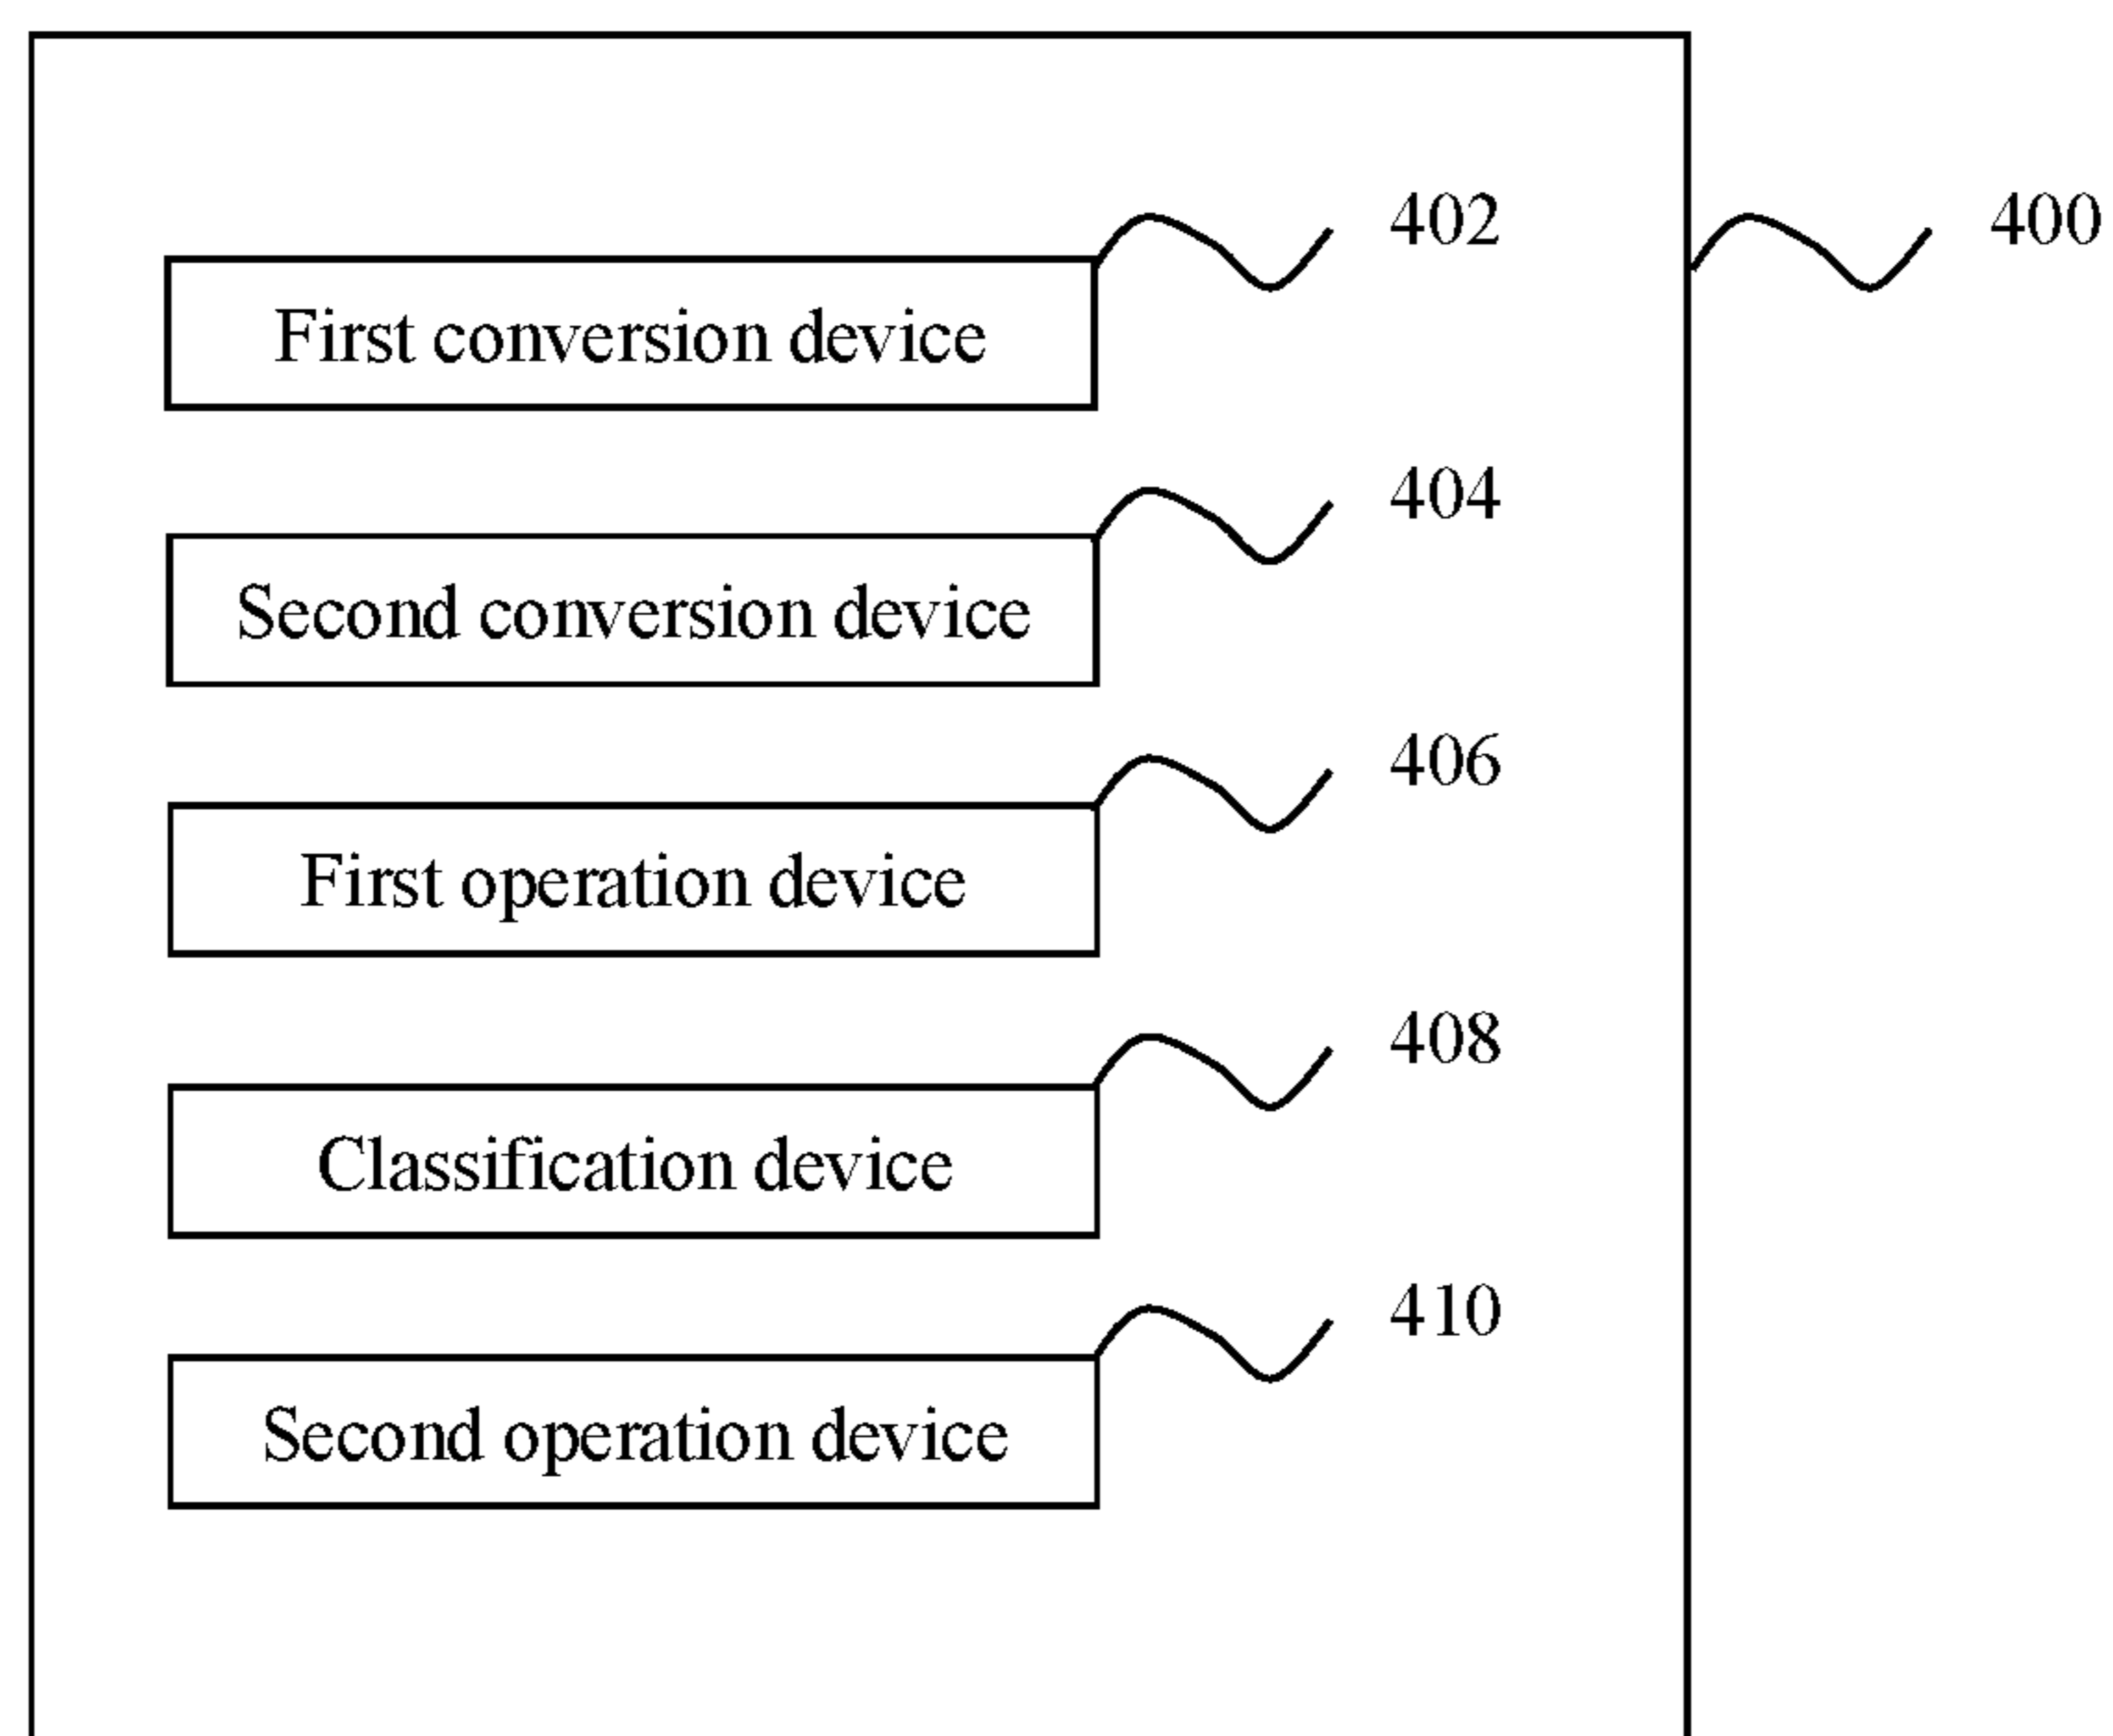 402
400
First conversion device
404
Second conversion device
406
First operation device
408
Classification device
410
Second operation device